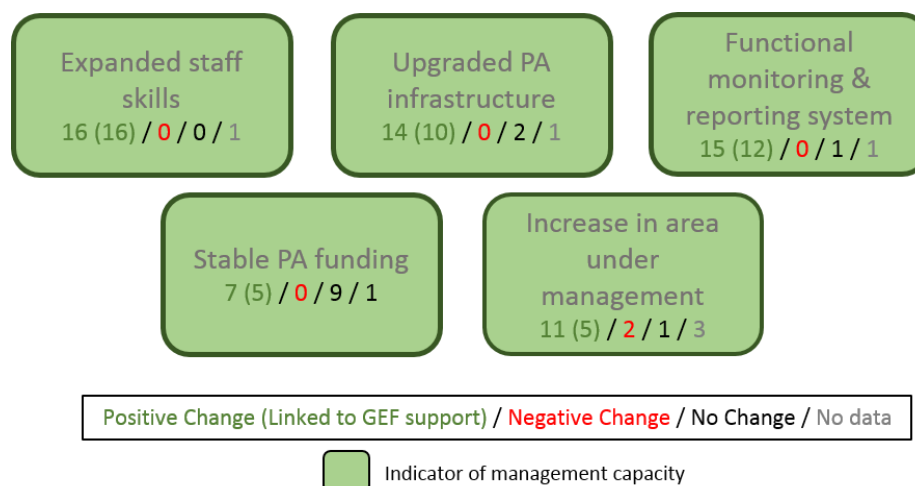 Expanded staff
skills
16 (16) / 0 / 0 / 1
Upgraded PA
infrastructure
14 (10) / 0 / 2 / 1
Functional
monitoring &
reporting system
15 (12) / 0 / 1 / 1
Stable PA funding
7 (5) / 0 / 9 / 1
Increase in area
under
management
11 (5) / 2 / 1 / 3
Positive Change (Linked to GEF support) / Negative Change / No Change / No data
Indicator of management capacity